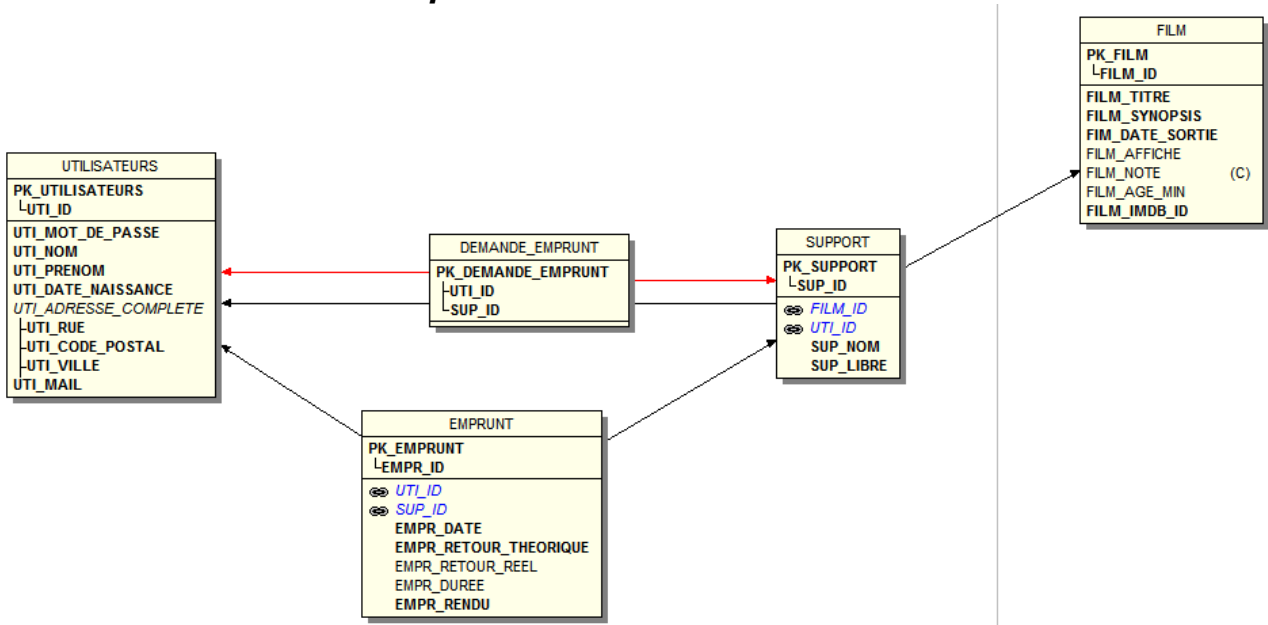 FILM
PK_FILM
FILM_ID
FILM_TITRE
FILM_SYNOPSIS
FIM_DATE_SORTIE
FILM_AFFICHE
FILM_NOTE (C)
FILM_AGE_MIN
FILM_IMDB_ID
UTILISATEURS
PK_UTILISATEURS
UTI_ID
UTI_MOT_DE_PASSE
UTI_NOM
UTI_PRENOM
UTI_DATE_NAISSANCE
UTI_ADRESSE_COMPLETE
UTI_RUE
UTI_CODE_POSTAL
UTI_VILLE
UTI_MAIL
DEMANDE_EMPRUNT
PK_DEMANDE_EMPRUNT
UTI_ID
SUP_ID
SUPPORT
PK_SUPPORT
SUP_ID
FILM_ID
UTI_ID
SUP_NOM
SUP_LIBRE
EMPRUNT
PK_EMPRUNT
EMPR_ID
UTI_ID
SUP_ID
EMPR_DATE
EMPR_RETOUR_THEORIQUE
EMPR_RETOUR_REEL
EMPR_DUREE
EMPR_RENDU